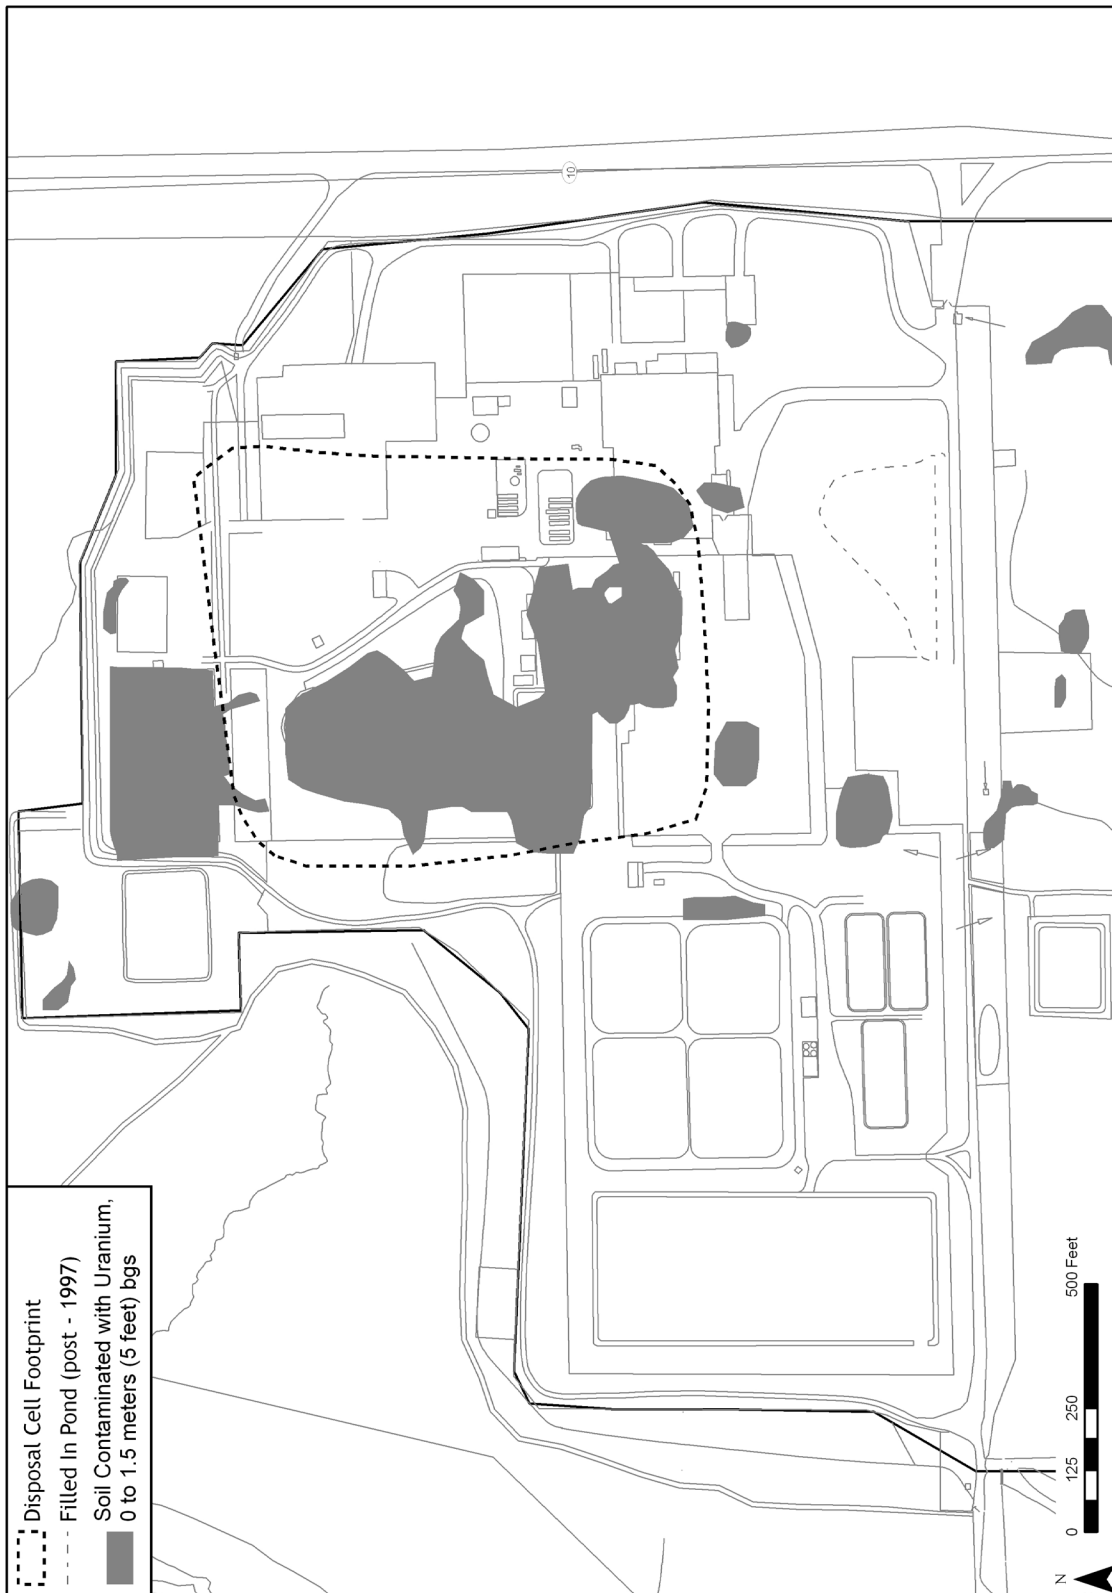 Disposal Cell Footprint
Filled In Pond (post - 1997)
Soil Contaminated with Uranium,
0 to 1.5 meters (5 feet) bgs
10
N
0 125 250 500 Feet